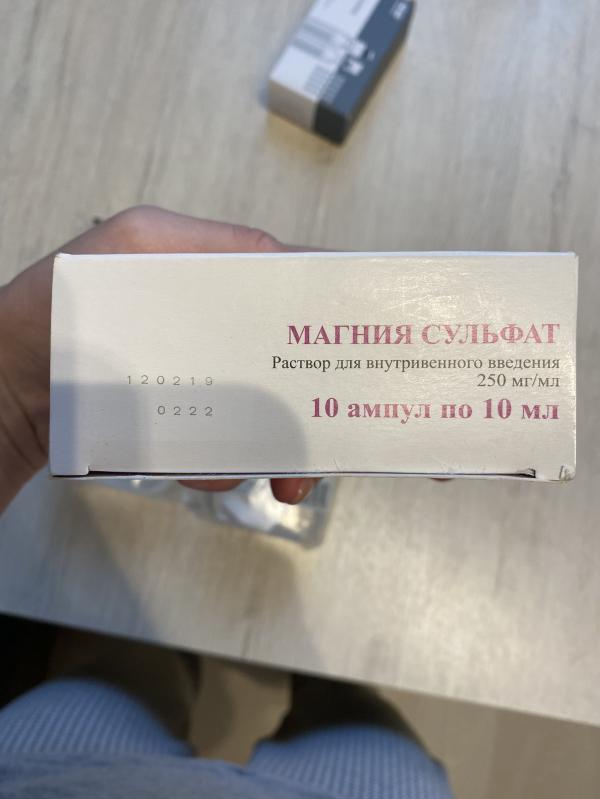 МАГНИЯ СУЛЬФАТ
Раствор для внутривенного введения
250 мг/мл
10 ампул по 10 мл
120219
0222